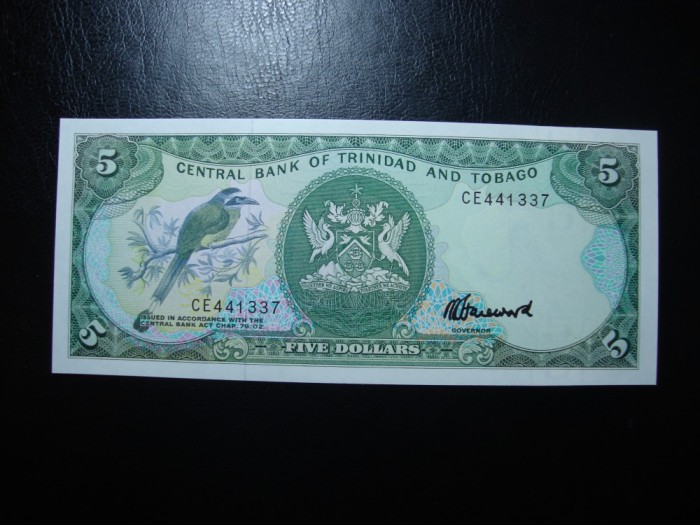 5 5
CENTRAL BANK OF TRINIDAD AND TOBAGO
CE441337
CE441337
ISSUED IN ACCORDANCE WITH THE
CENTRAL BANK ACT CHAP. 79:02
GOVERNOR
5 FIVE DOLLARS 5